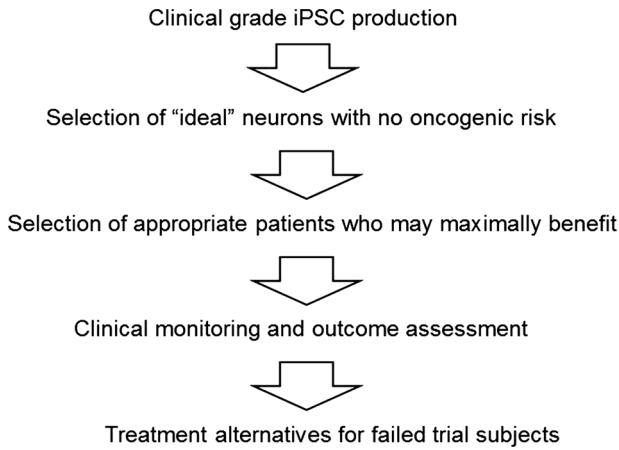 Clinical grade iPSC production
Selection of “ideal” neurons with no oncogenic risk
Selection of appropriate patients who may maximally benefit
Clinical monitoring and outcome assessment
Treatment alternatives for failed trial subjects